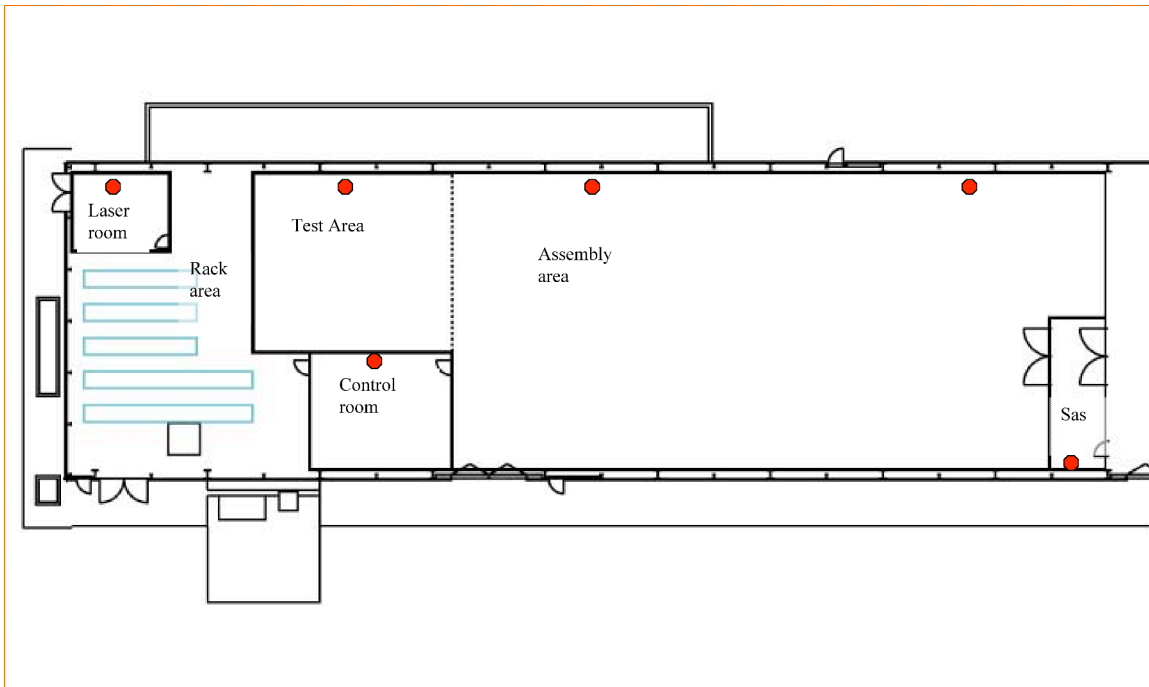 Laser
room
Test Area
Assembly
area
Rack
area
Control
room
Sas